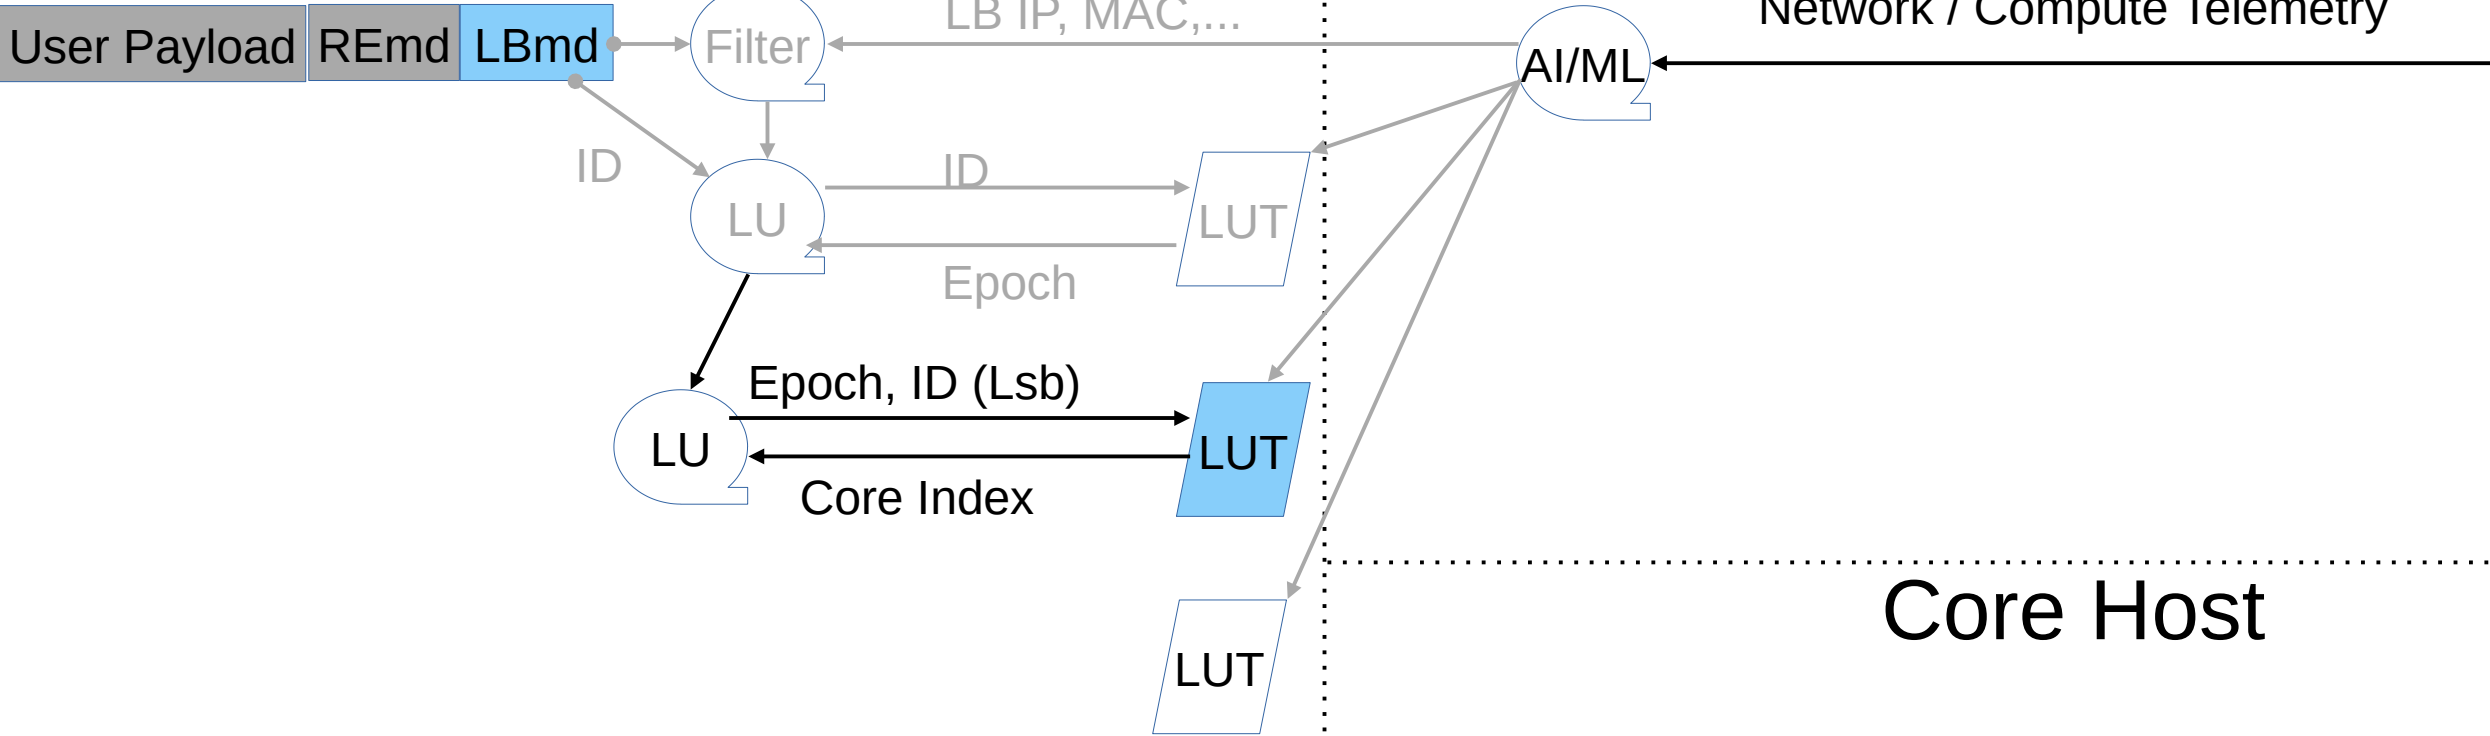 LB IP, MAC,...
Network / Compute Telemetry
User Payload
REmd
LBmd
Filter
AI/ML
ID
ID
LU
LUT
Epoch
Epoch, ID (Lsb)
LU
LUT
Core Index
Core Host
LUT